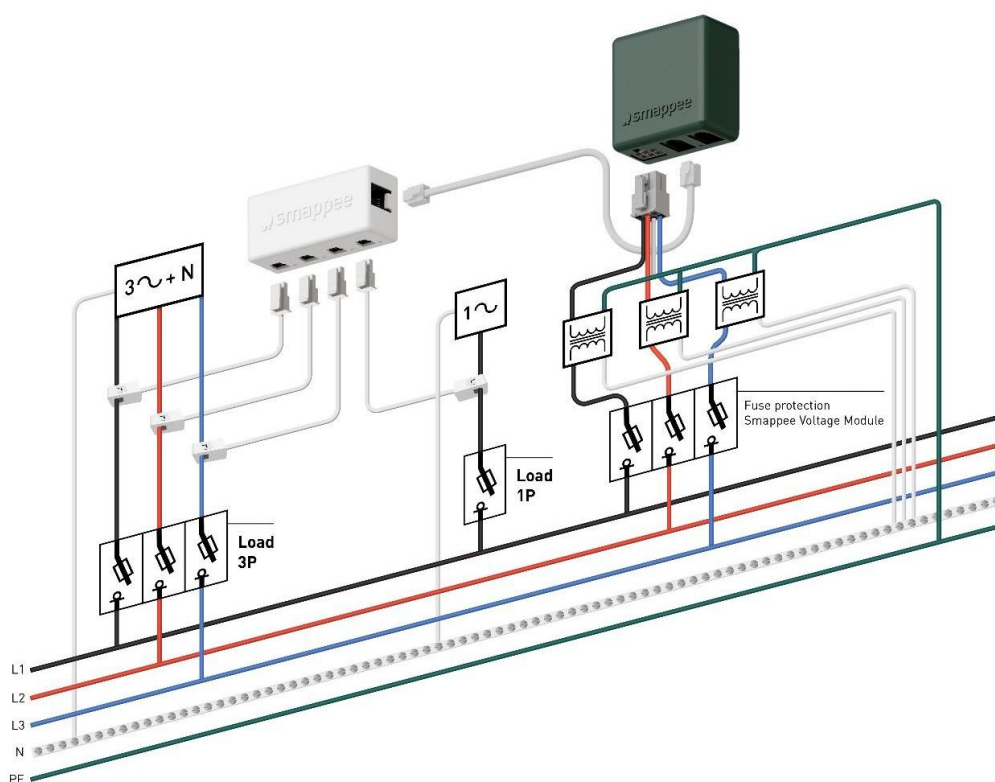 smappee
smappee
3 + N
1
Fuse protection
Smappee Voltage Module
Load
1P
Load
3P
L1
L2
L3
N
PE